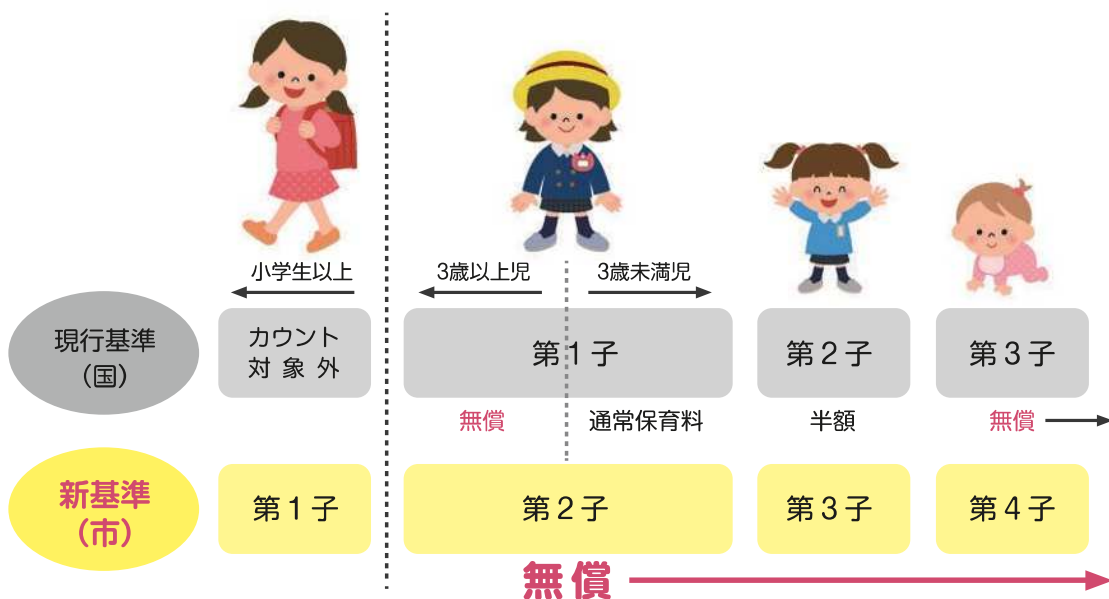 小学生以上
3歳以上児
3歳未満児
現行基準
（国）
カウント
対象外
第1子
第2子
第3子
無償
通常保育料
半額
無償
新基準
（市）
第1子
第2子
第3子
第4子
無償